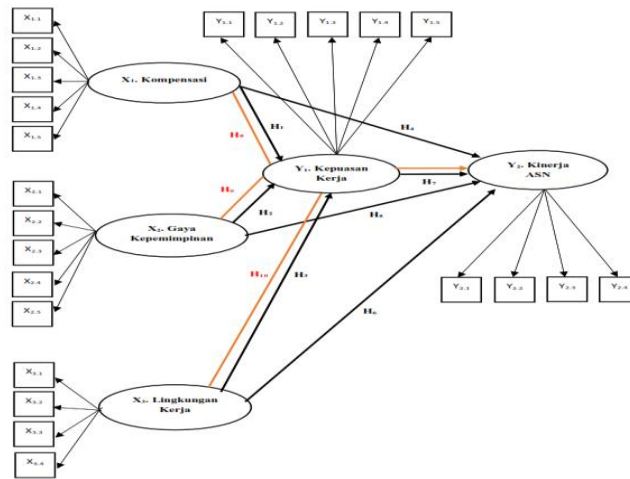 X1.1
X1.2
X1.3
X1.4
X1.5
Y1.1
Y1.2
Y1.3
Y1.4
Y1.5
X1. Kompensasi
H1
H4
Y1. Kepuasan
Kerja
Y2. Kinerja
ASN
H7
X2.1
X2.2
X2.3
X2.4
X2.5
X2. Gaya
Kepemimpinan
H2
H10
H3
H6
Y2.1
Y2.2
Y2.3
Y2.4
X3.1
X3.2
X3.3
X3.4
X3. Lingkungan
Kerja